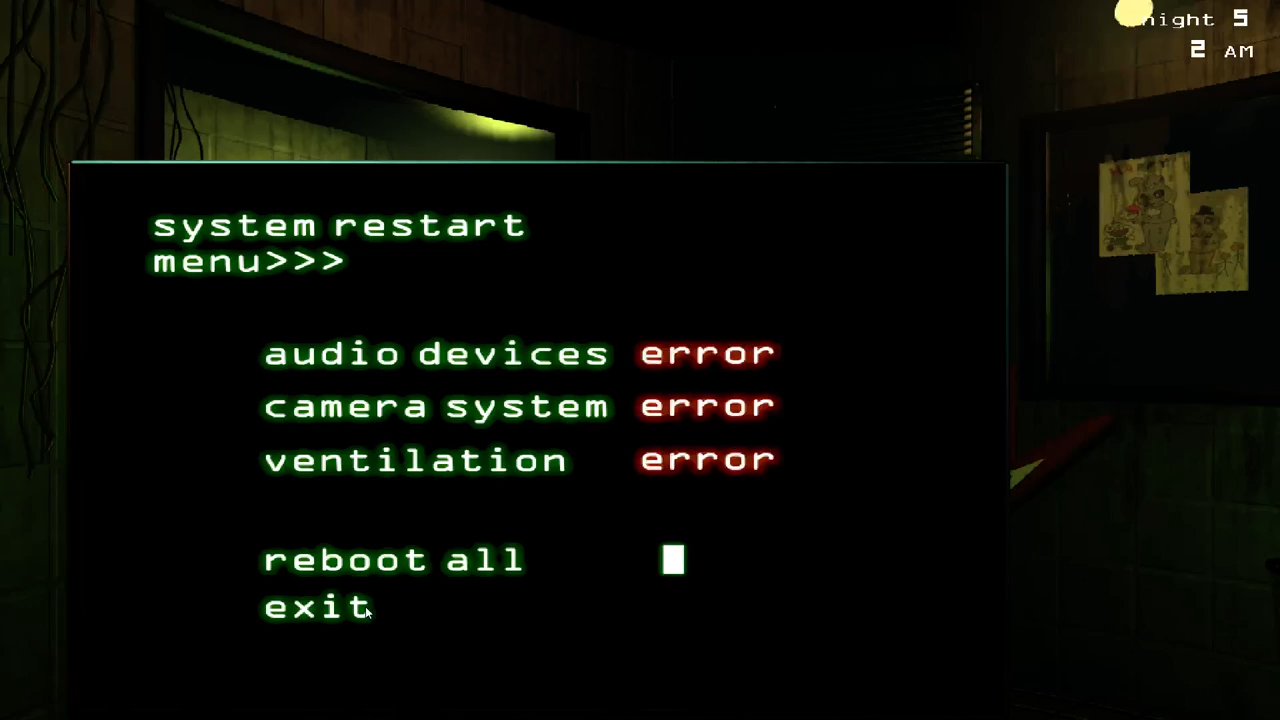 night 5
2 AM
system restart
menu>>>
audio devices error
camera system error
ventilation error
reboot all
exit